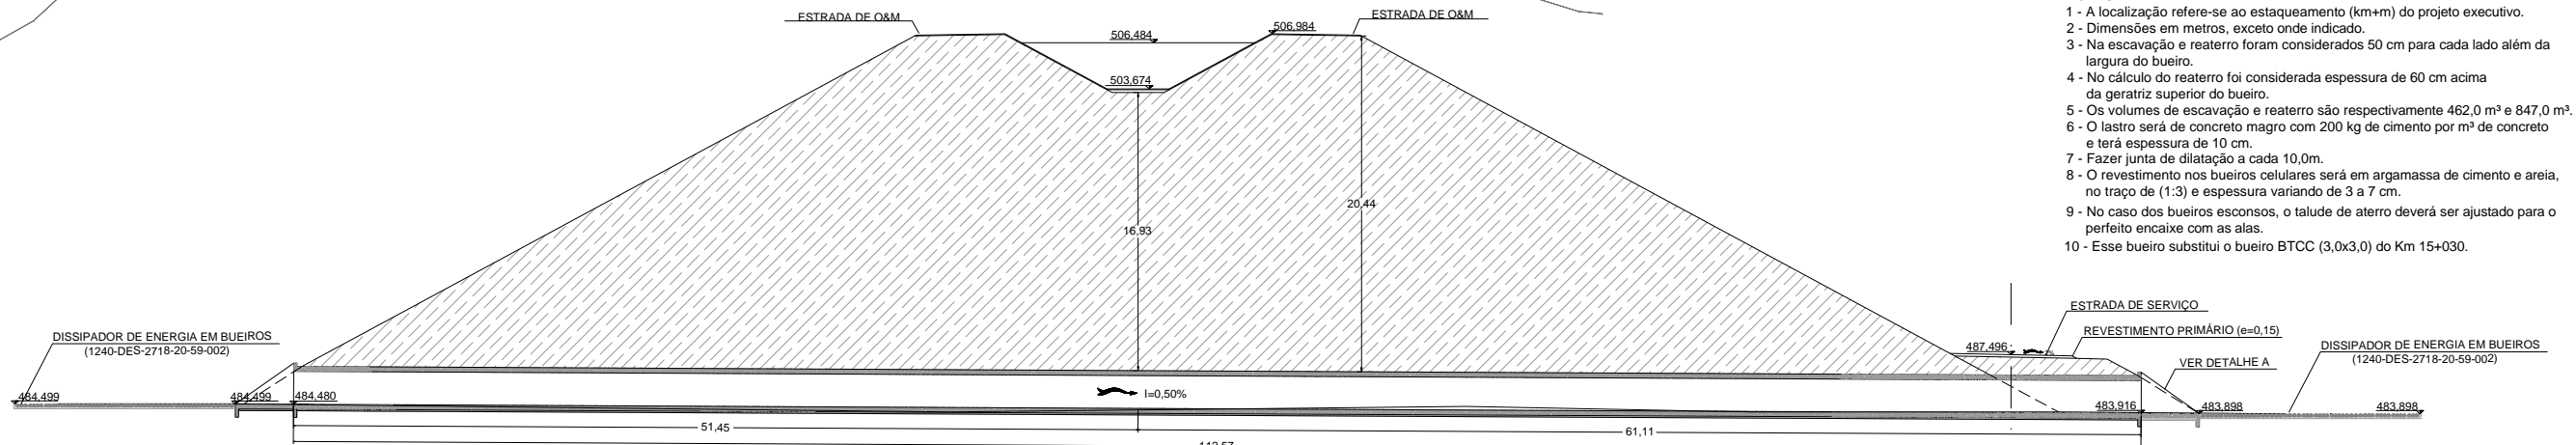 ESTRADA DE O&M
ESTRADA DE O&M
506,984
506,484
503,674
20,44
16,93
1 - A localização refere-se ao estaqueamento (km+m) do projeto executivo.
2 - Dimensões em metros, exceto onde indicado.
3 - Na escavação e reaterro foram considerados 50 cm para cada lado além da
largura do bueiro.
4 - No cálculo do reaterro foi considerada espessura de 60 cm acima
da geratriz superior do bueiro.
5 - Os volumes de escavação e reaterro são respectivamente 462,0 m³ e 847,0 m³.
6 - O lastro será de concreto magro com 200 kg de cimento por m³ de concreto
e terá espessura de 10 cm.
7 - Fazer junta de dilatação a cada 10,0m.
8 - O revestimento nos bueiros celulares será em argamassa de cimento e areia,
no traço de (1:3) e espessura variando de 3 a 7 cm.
9 - No caso dos bueiros esconsos, o talude de aterro deverá ser ajustado para o
perfeito encaixe com as alas.
10 - Esse bueiro substitui o bueiro BTCC (3,0x3,0) do Km 15+030.
DISSIPADOR DE ENERGIA EM BUEIROS
(1240-DES-2718-20-59-002)
ESTRADA DE SERVIÇO
REVESTIMENTO PRIMÁRIO (e=0,15)
487,496
DISSIPADOR DE ENERGIA EM BUEIROS
(1240-DES-2718-20-59-002)
VER DETALHE A
484,499
484,499
484,480
I=0,50%
483,916
483,898
483,898
51,45
61,11
112,57